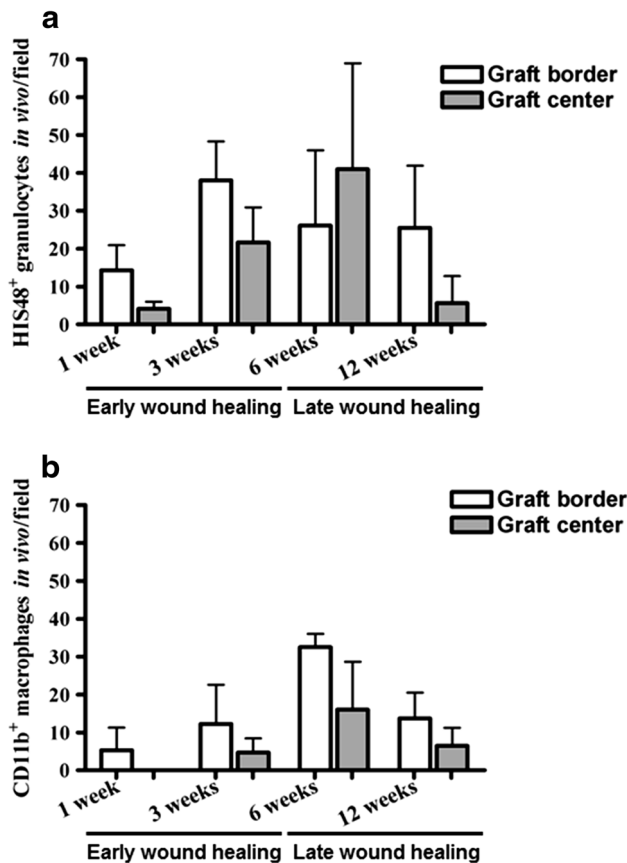 a
70
60
50
40
30
20
10
0
HIS48⁺ granulocytes in vivo/field
Graft border
Graft center
1 week
3 weeks
6 weeks
12 weeks
Early wound healing
Late wound healing
b
70
60
50
40
30
20
10
0
CD11b⁺ macrophages in vivo/field
Graft border
Graft center
1 week
3 weeks
6 weeks
12 weeks
Early wound healing
Late wound healing